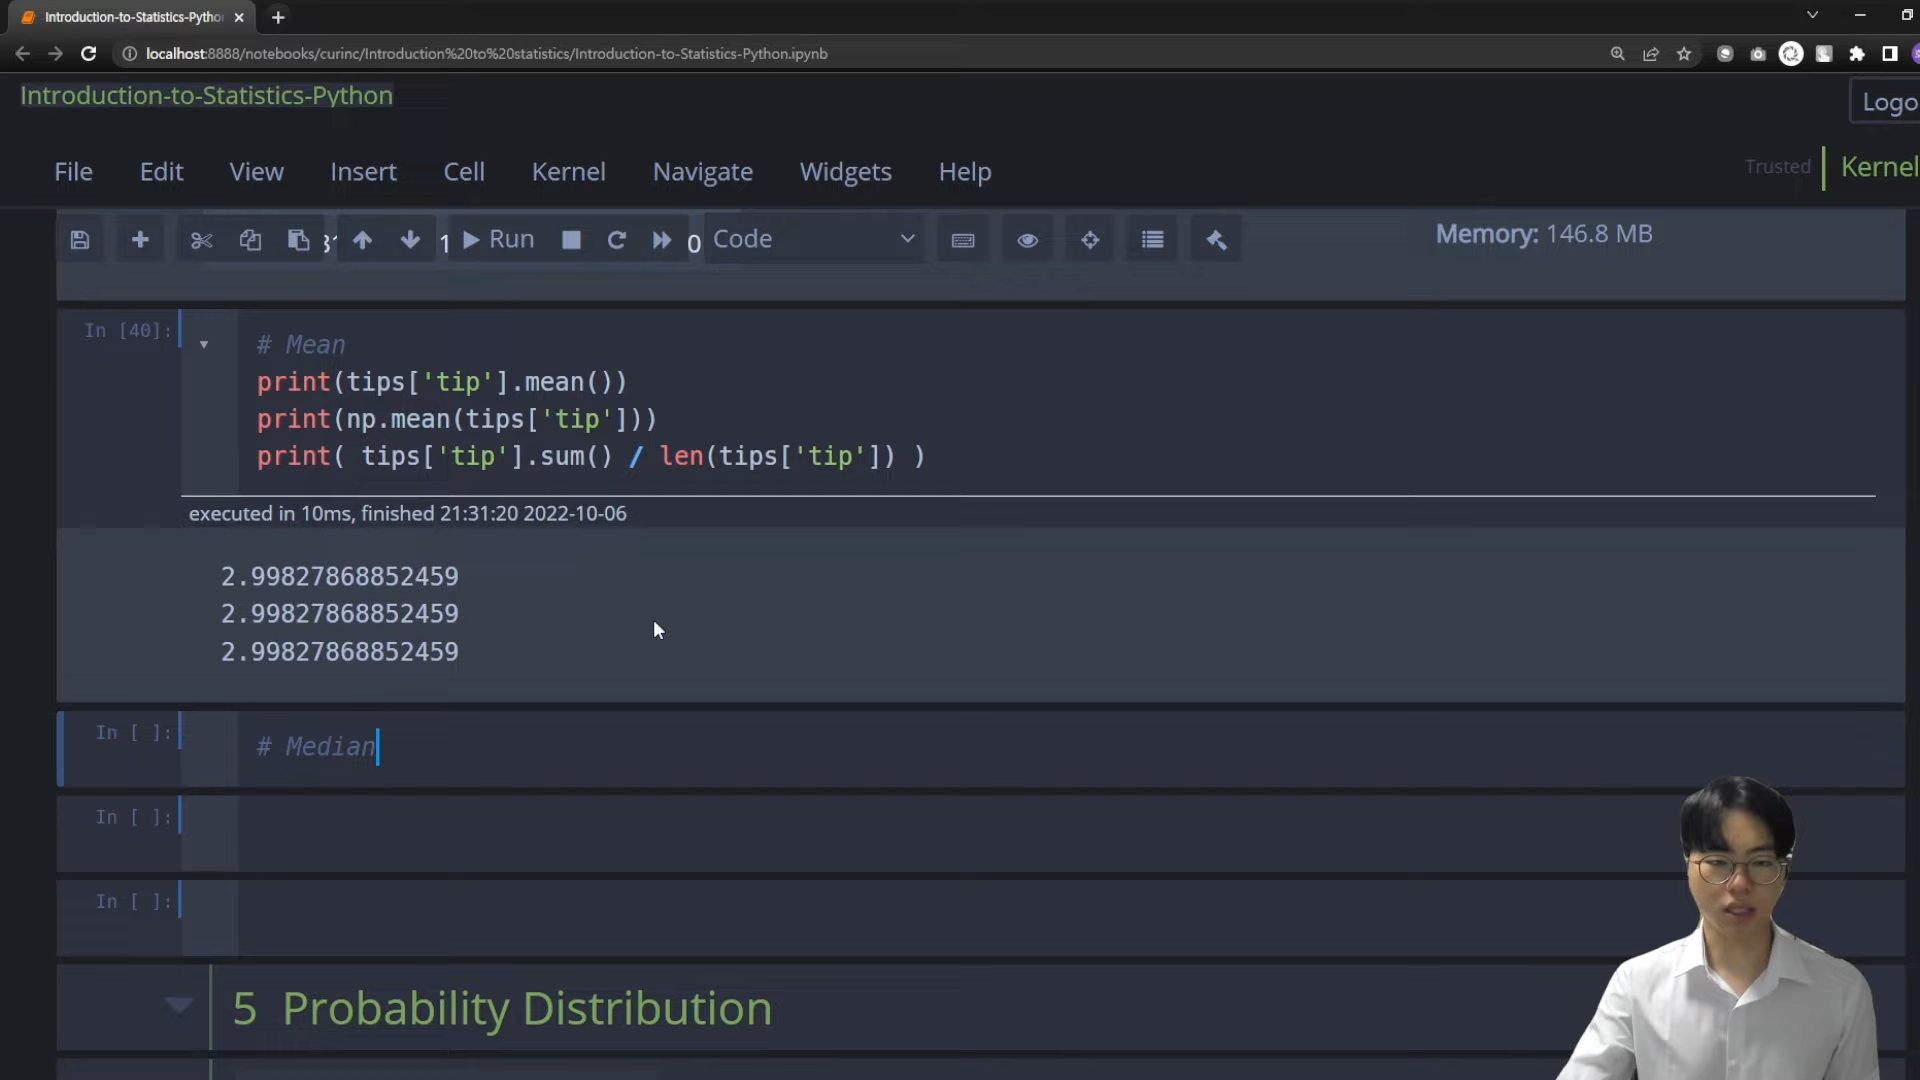 Introduction-to-Statistics-Pytho
localhost:8888/notebooks/curinc/Introduction%20to%20statistics/Introduction-to-Statistics-Python.ipynb
Introduction-to-Statistics-Python
Logo
File Edit View Insert Cell Kernel Navigate Widgets Help
Trusted Kernel
1 Run 0 Code
Memory: 146.8 MB
In [40]:
# Mean
print(tips['tip'].mean())
print(np.mean(tips['tip']))
print( tips['tip'].sum() / len(tips['tip']) )
executed in 10ms, finished 21:31:20 2022-10-06
2.99827868852459
2.99827868852459
2.99827868852459
In [ ]:
# Median
In [ ]:
In [ ]:
5 Probability Distribution